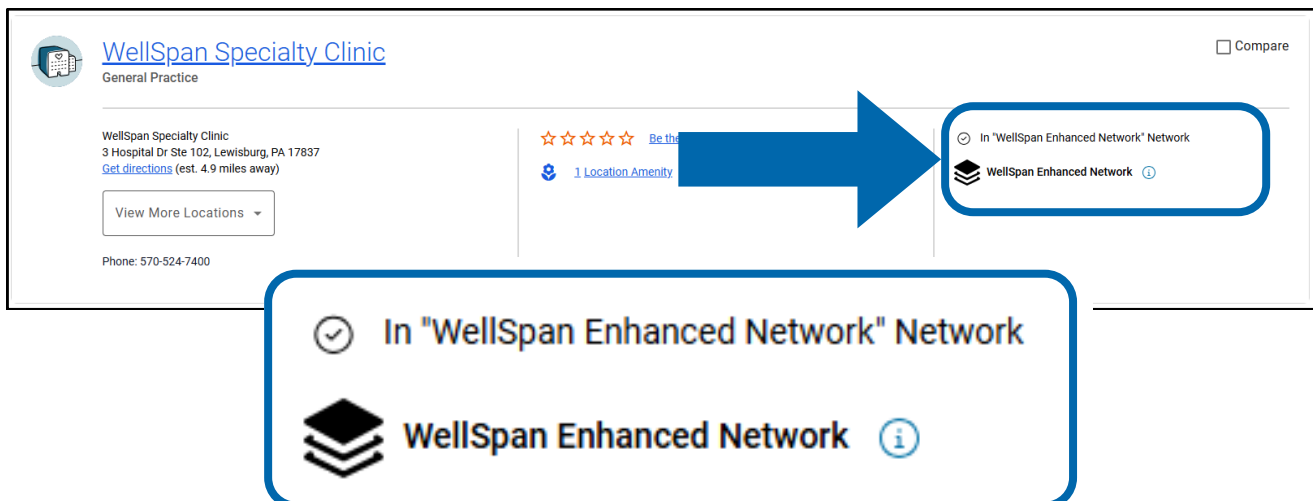 WellSpan Specialty Clinic
General Practice
Compare
WellSpan Specialty Clinic
3 Hospital Dr Ste 102, Lewisburg, PA 17837
Get directions (est. 4.9 miles away)
View More Locations
Phone: 570-524-7400
Be the
1 Location Amenity
In "WellSpan Enhanced Network" Network
WellSpan Enhanced Network
In "WellSpan Enhanced Network" Network
WellSpan Enhanced Network